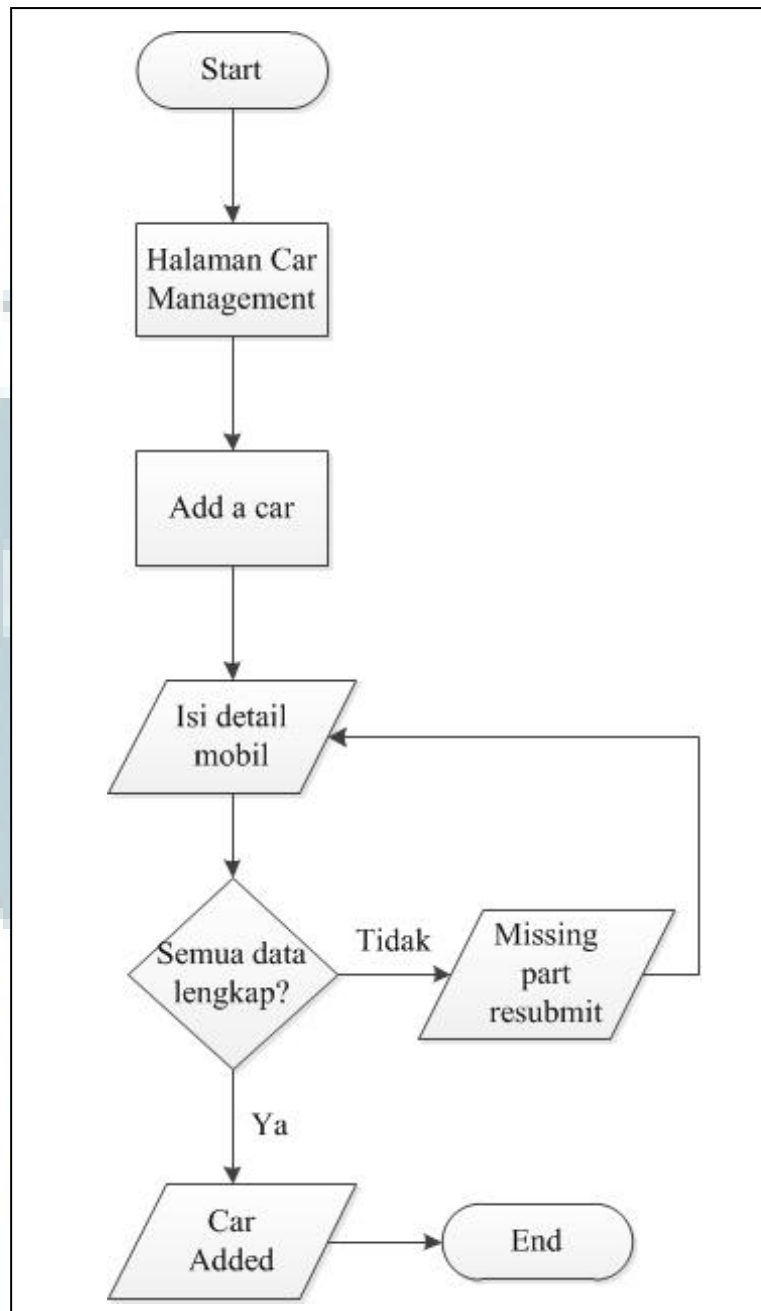 Start
Halaman Car
Management
Add a car
Isi detail
mobil
Semua data
lengkap?
Tidak
Missing
part
resubmit
Ya
Car
Added
End